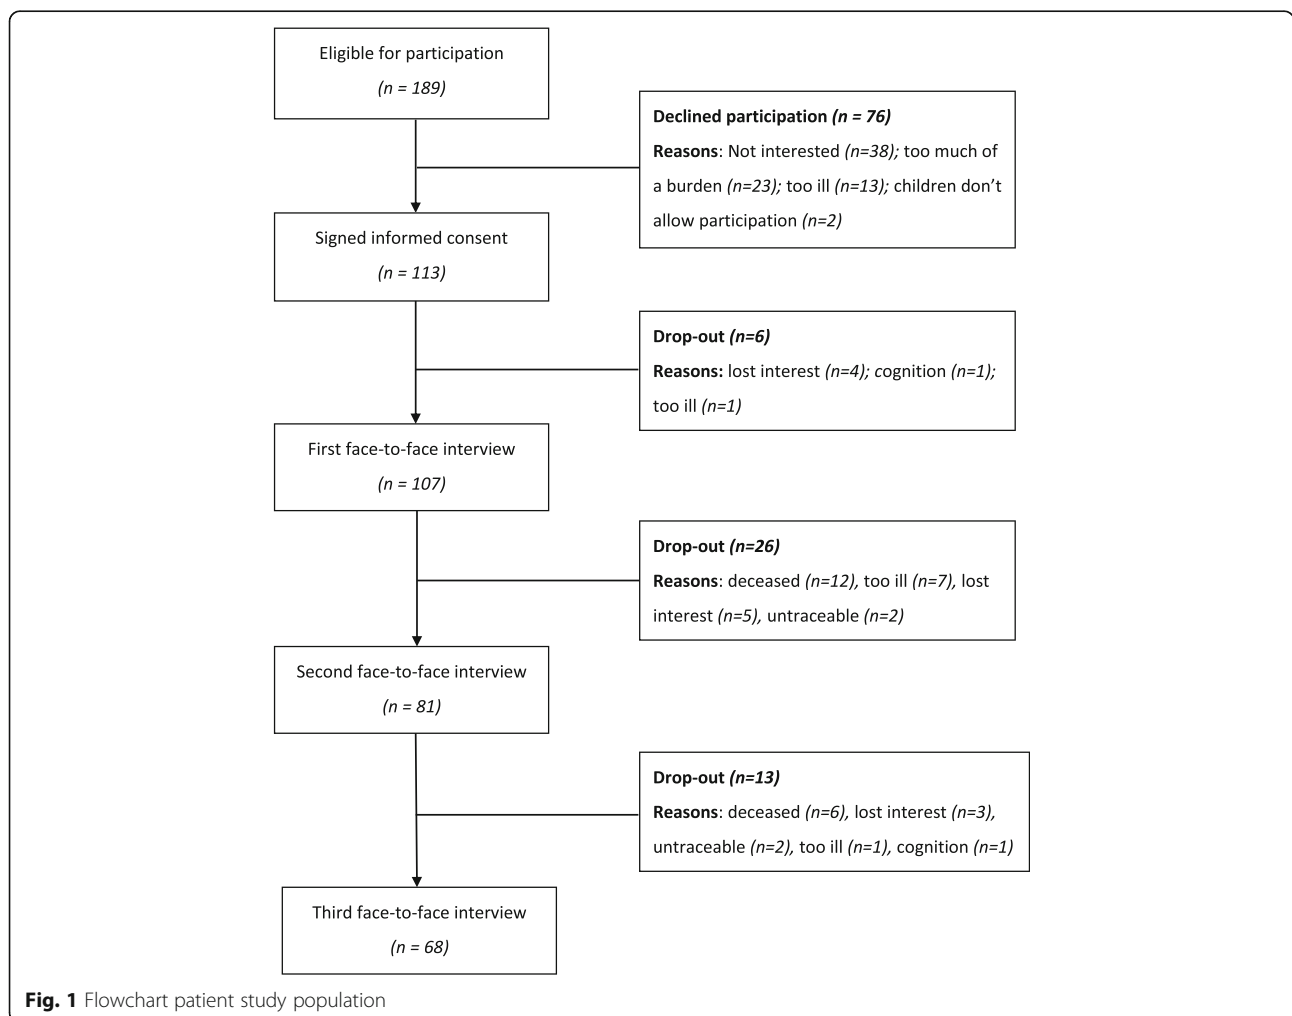 Eligible for participation
(n = 189)
Declined participation (n = 76)
Reasons: Not interested (n=38); too much of
a burden (n=23); too ill (n=13); children don’t
allow participation (n=2)
Signed informed consent
(n = 113)
Drop-out (n=6)
Reasons: lost interest (n=4); cognition (n=1);
too ill (n=1)
First face-to-face interview
(n = 107)
Drop-out (n=26)
Reasons: deceased (n=12), too ill (n=7), lost
interest (n=5), untraceable (n=2)
Second face-to-face interview
(n = 81)
Drop-out (n=13)
Reasons: deceased (n=6), lost interest (n=3),
untraceable (n=2), too ill (n=1), cognition (n=1)
Third face-to-face interview
(n = 68)
Fig. 1 Flowchart patient study population